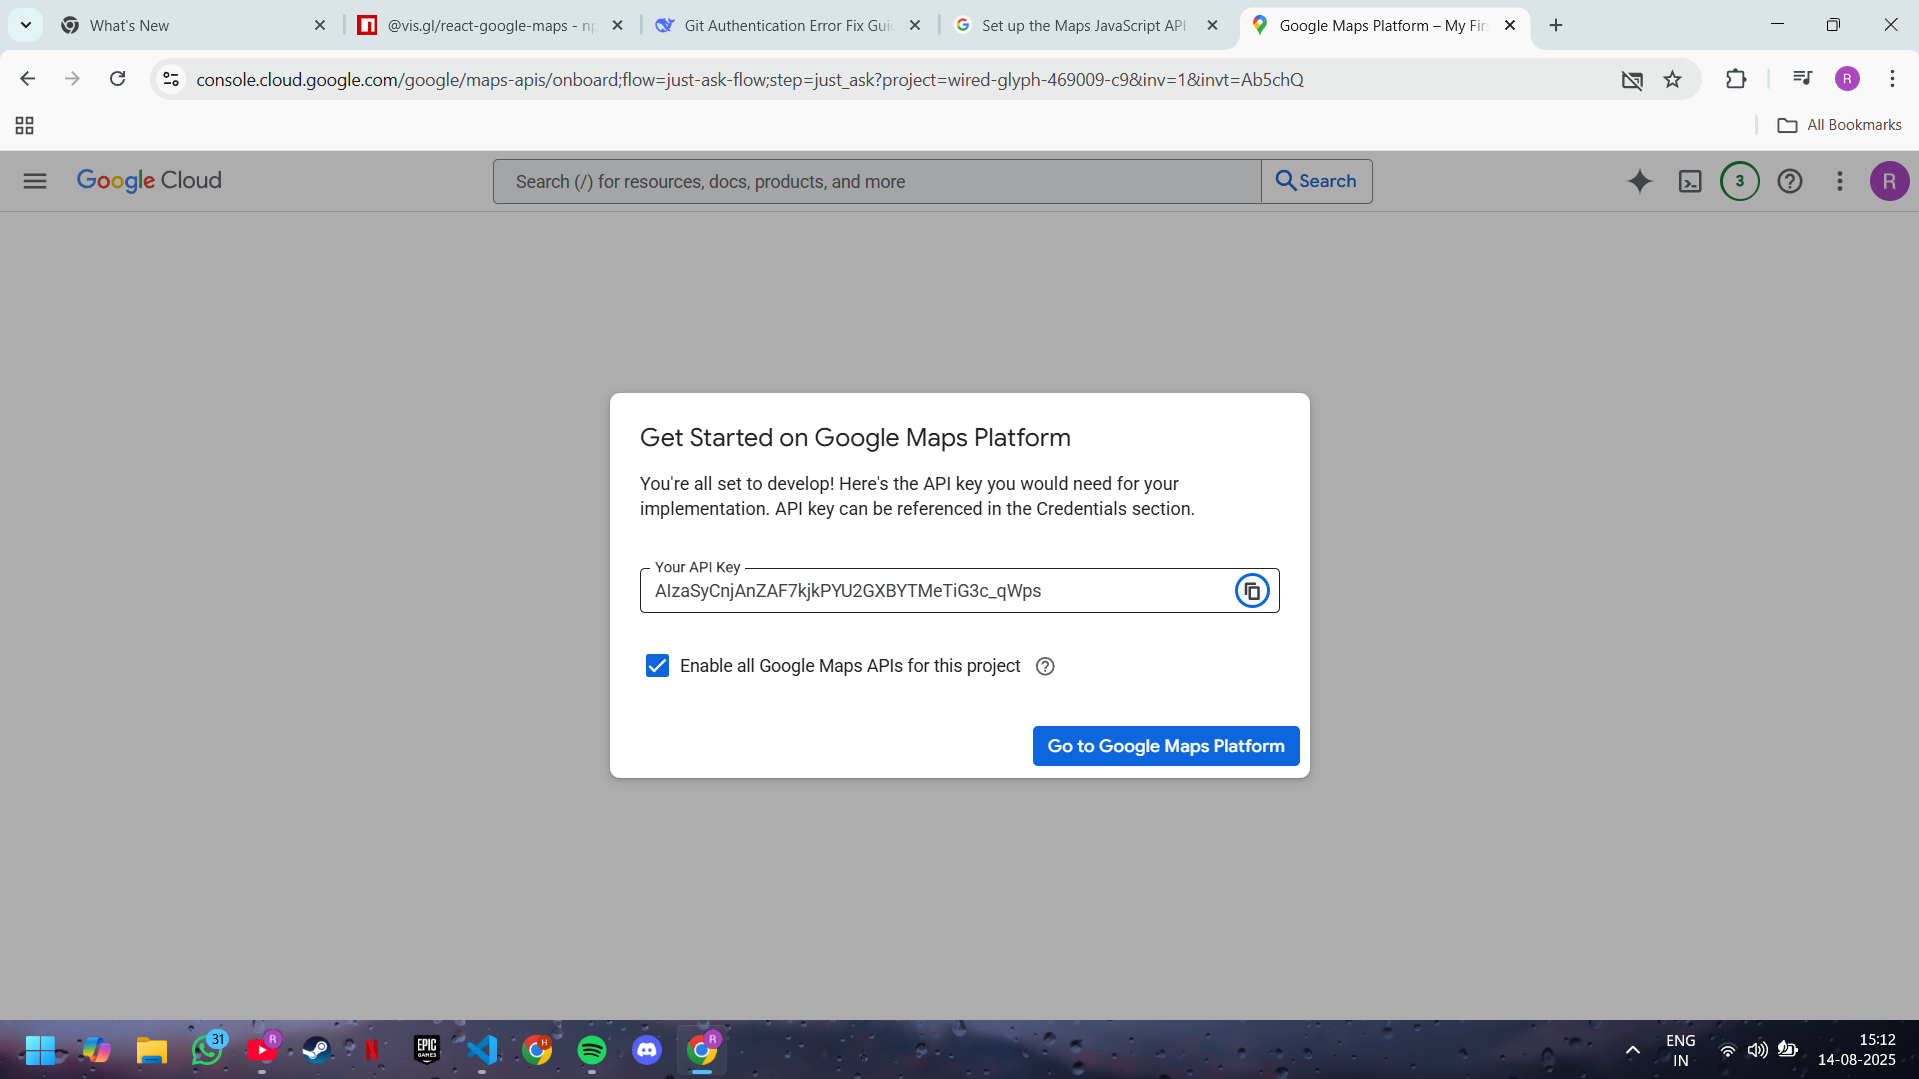 What's New
@vis.gl/react-google-maps - np
Git Authentication Error Fix Gui
Set up the Maps JavaScript API
Google Maps Platform – My Firs
console.cloud.google.com/google/maps-apis/onboard;flow=just-ask-flow;step=just_ask?project=wired-glyph-469009-c9&inv=1&invt=Ab5chQ
R
All Bookmarks
Google Cloud
Search (/) for resources, docs, products, and more
Search
3
R
Get Started on Google Maps Platform
You're all set to develop! Here's the API key you would need for your
implementation. API key can be referenced in the Credentials section.
Your API Key
AIzaSyCnjAnZAF7kjkPYU2GXBYTMeTiG3c_qWps
Enable all Google Maps APIs for this project
Go to Google Maps Platform
31
R
N
EPIC
GAMES
H
R
ENG
IN
15:12
14-08-2025